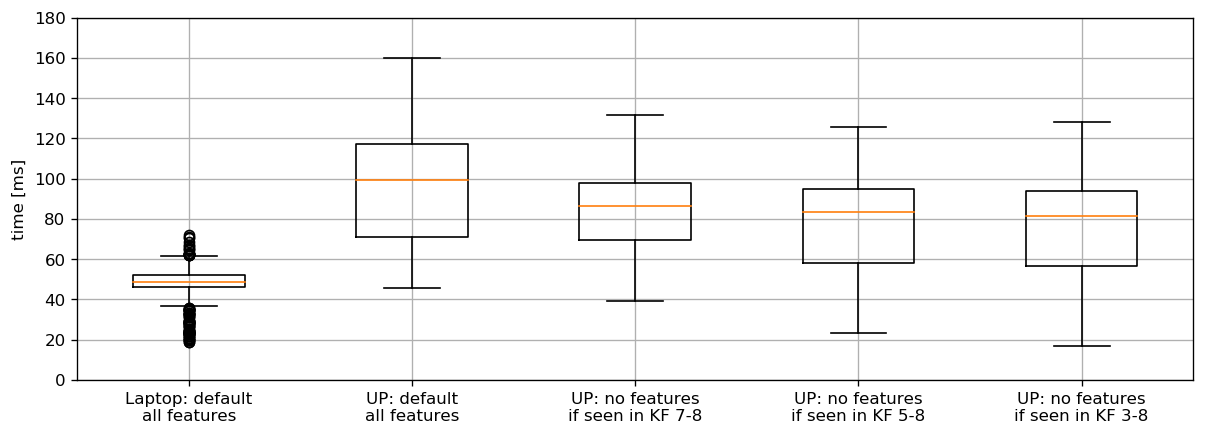 180
160
140
120
100
80
60
40
20
0
time [ms]
Laptop: default
all features
UP: default
all features
UP: no features
if seen in KF 7-8
UP: no features
if seen in KF 5-8
UP: no features
if seen in KF 3-8